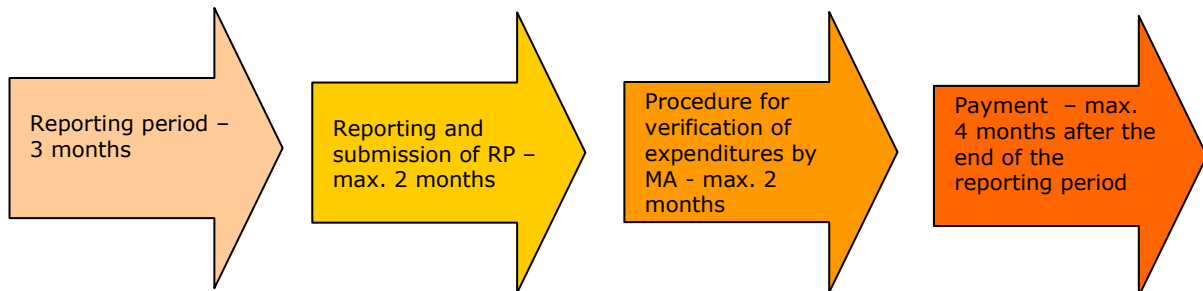 Reporting period –
3 months
Reporting and
submission of RP –
max. 2 months
Procedure for
verification of
expenditures by
MA - max. 2
months
Payment – max.
4 months after the
end of the
reporting period